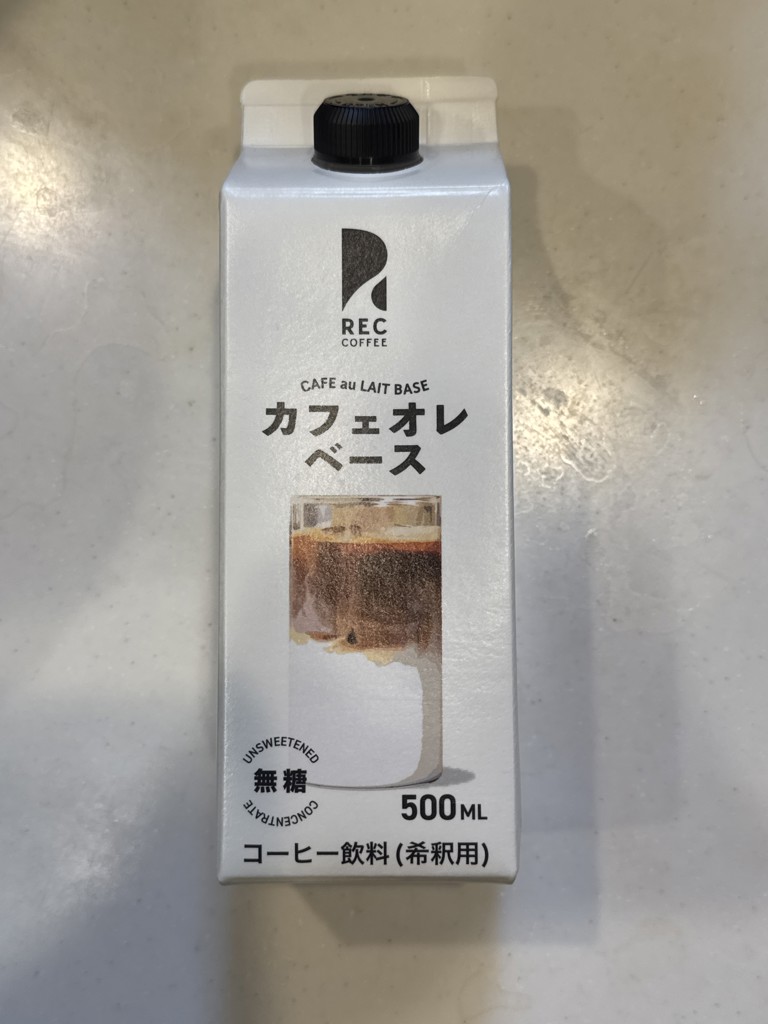 REC
COFFEE
CAFE au LAIT BASE
カフェオレ
ベース
UNSWEETENED
無糖
CONCENTRATE
500ML
コーヒー飲料(希釈用)